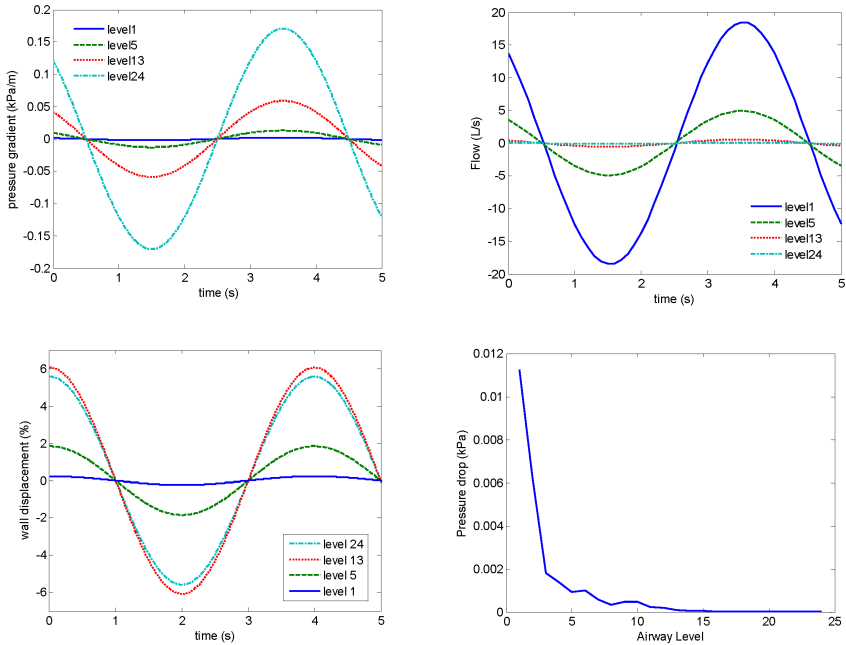 0.2
0.15
0.1
0.05
0
-0.05
-0.1
-0.15
-0.2
pressure gradient (kPa/m)
level1
level5
level13
level24
0 1 2 3 4 5
time (s)
20
15
10
5
0
-5
-10
-15
-20
Flow (L/s)
level1
level5
level13
level24
0 1 2 3 4 5
time (s)
6
4
2
0
-2
-4
-6
wall displacement (%)
level 24
level 13
level 5
level 1
0 1 2 3 4 5
time (s)
0.012
0.01
0.008
0.006
0.004
0.002
0
Pressure drop (kPa)
0 5 10 15 20 25
Airway Level